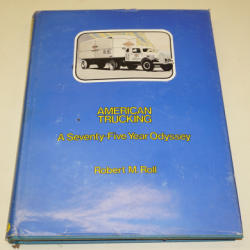 AMERICAN
TRUCKING
A Seventy-Five Year Odyssey
Robert M. Roll